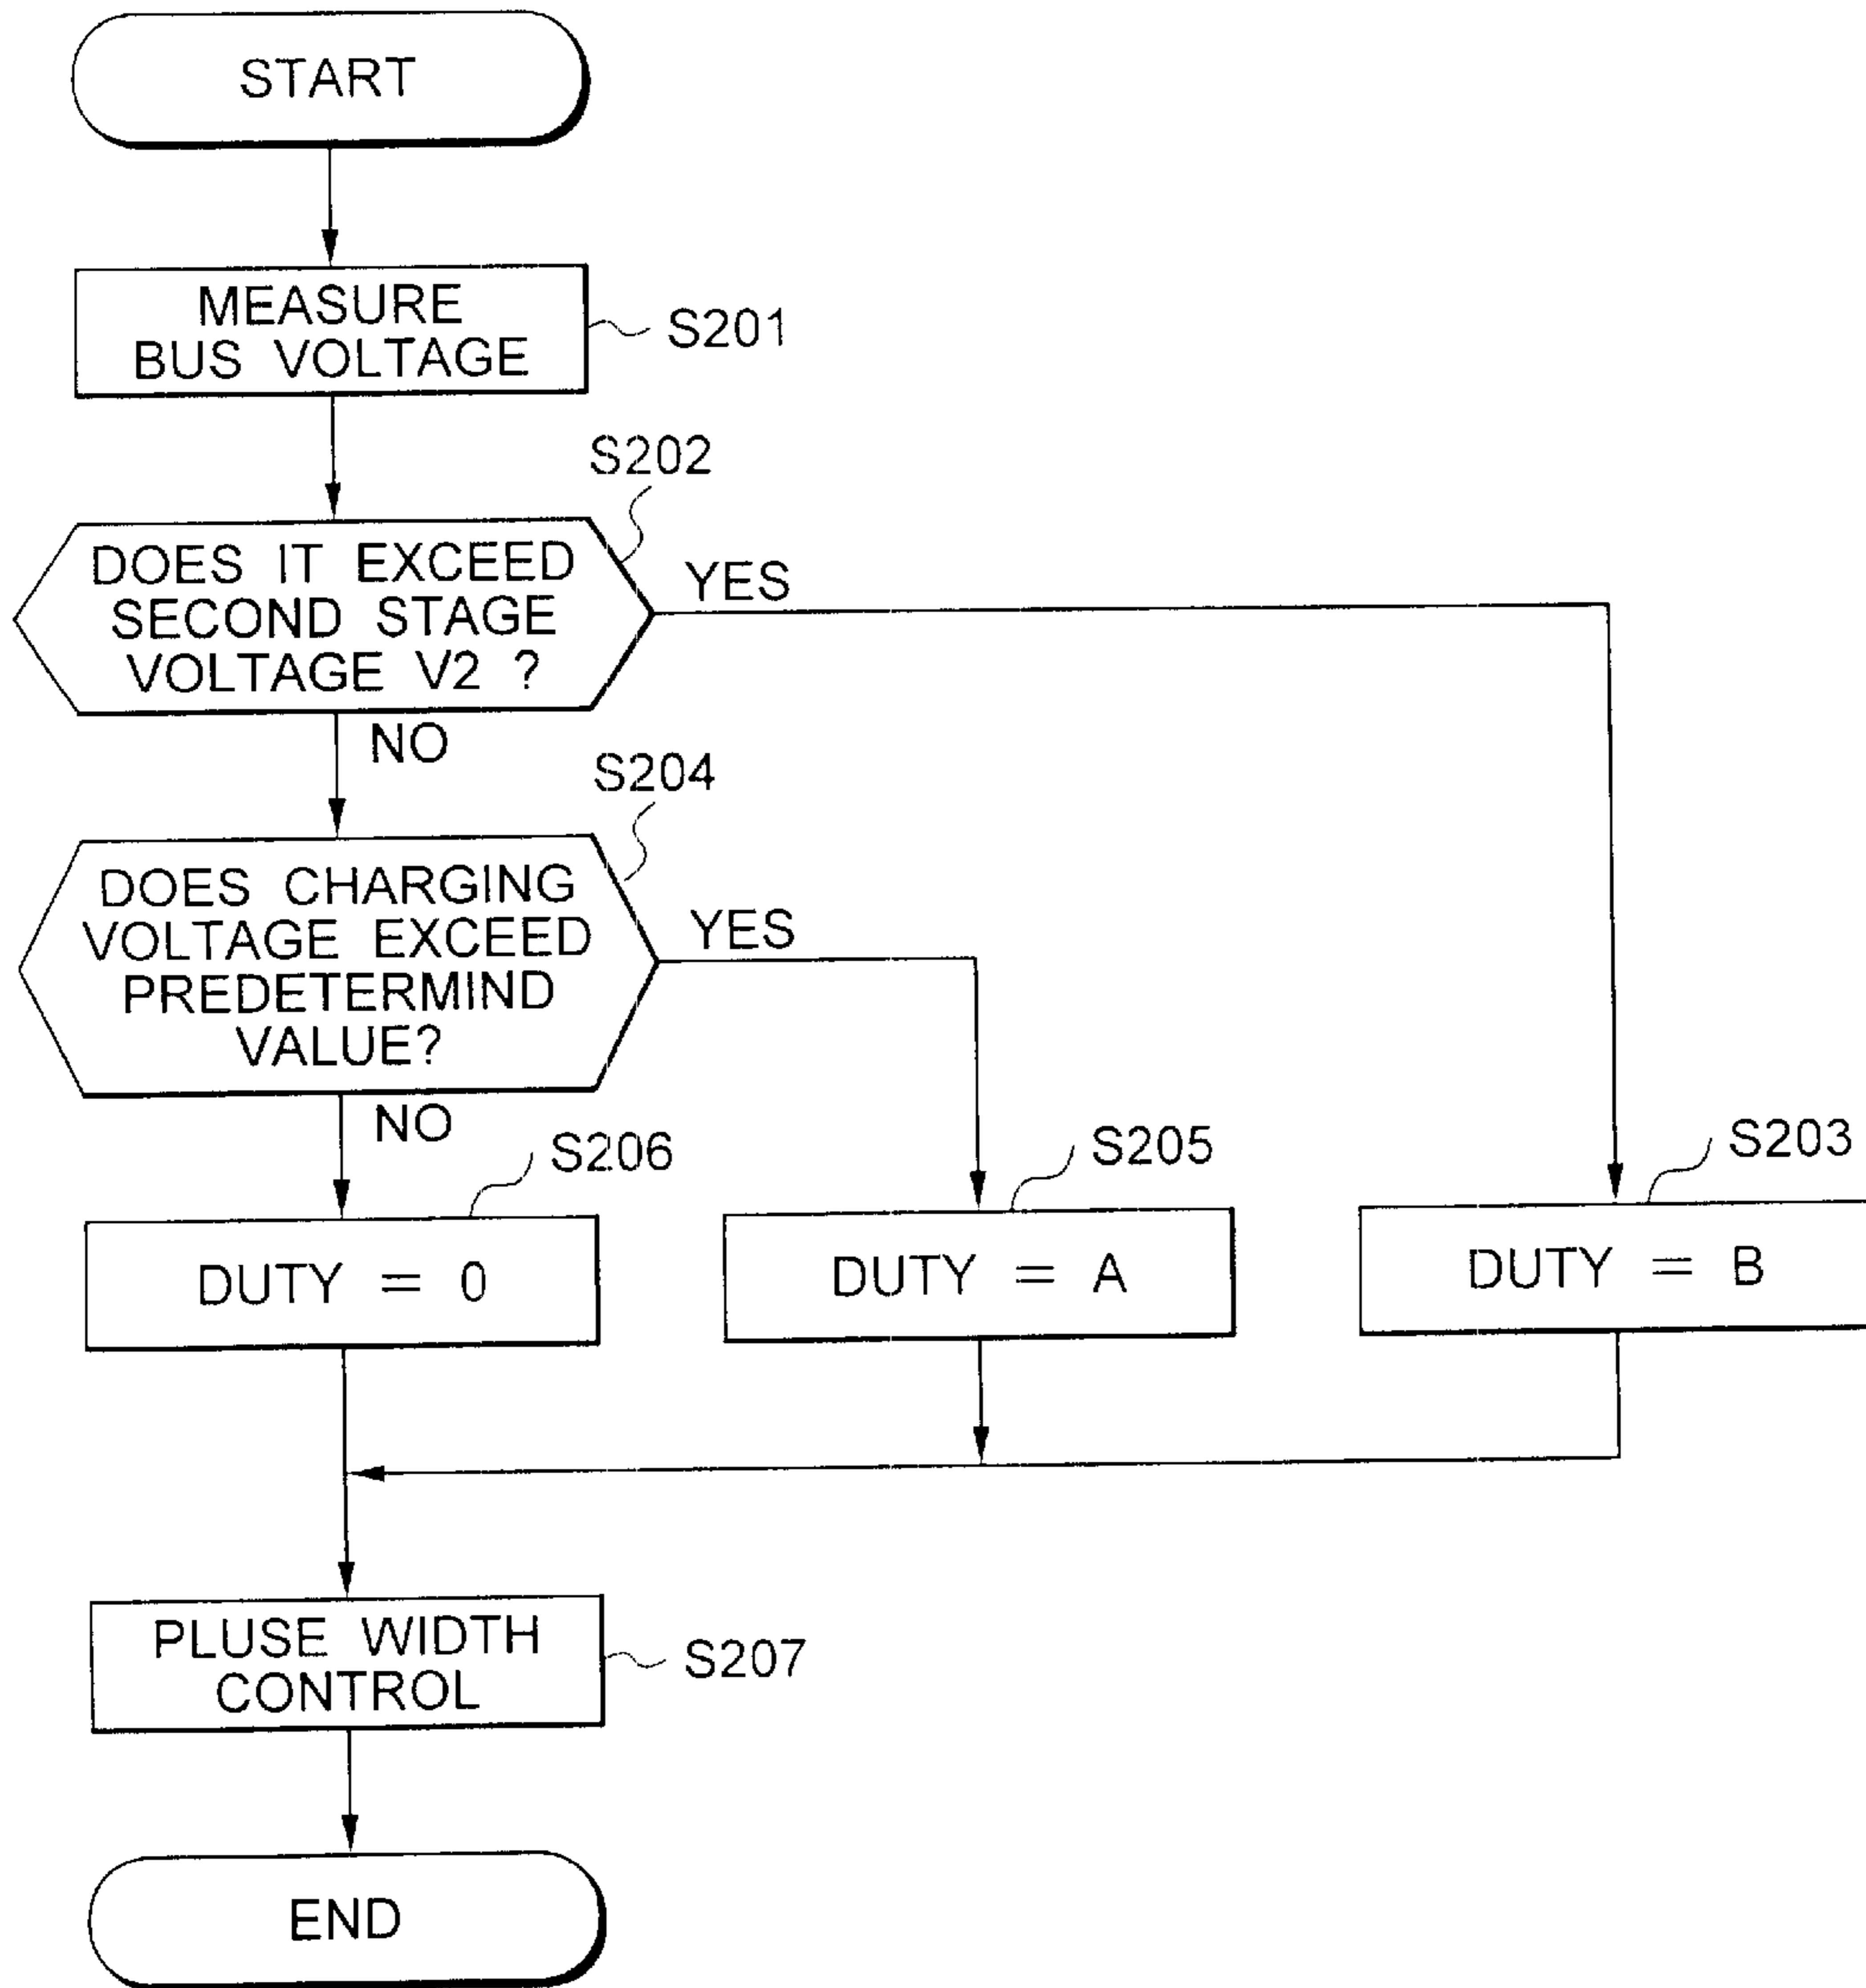 START
MEASURE
BUS VOLTAGE
S201
S202
DOES IT EXCEED
SECOND STAGE
VOLTAGE V2 ?
YES
NO
S204
DOES CHARGING
VOLTAGE EXCEED
PREDETERMIND
VALUE?
YES
NO
S206
DUTY = 0
S205
DUTY = A
S203
DUTY = B
PLUSE WIDTH
CONTROL
S207
END